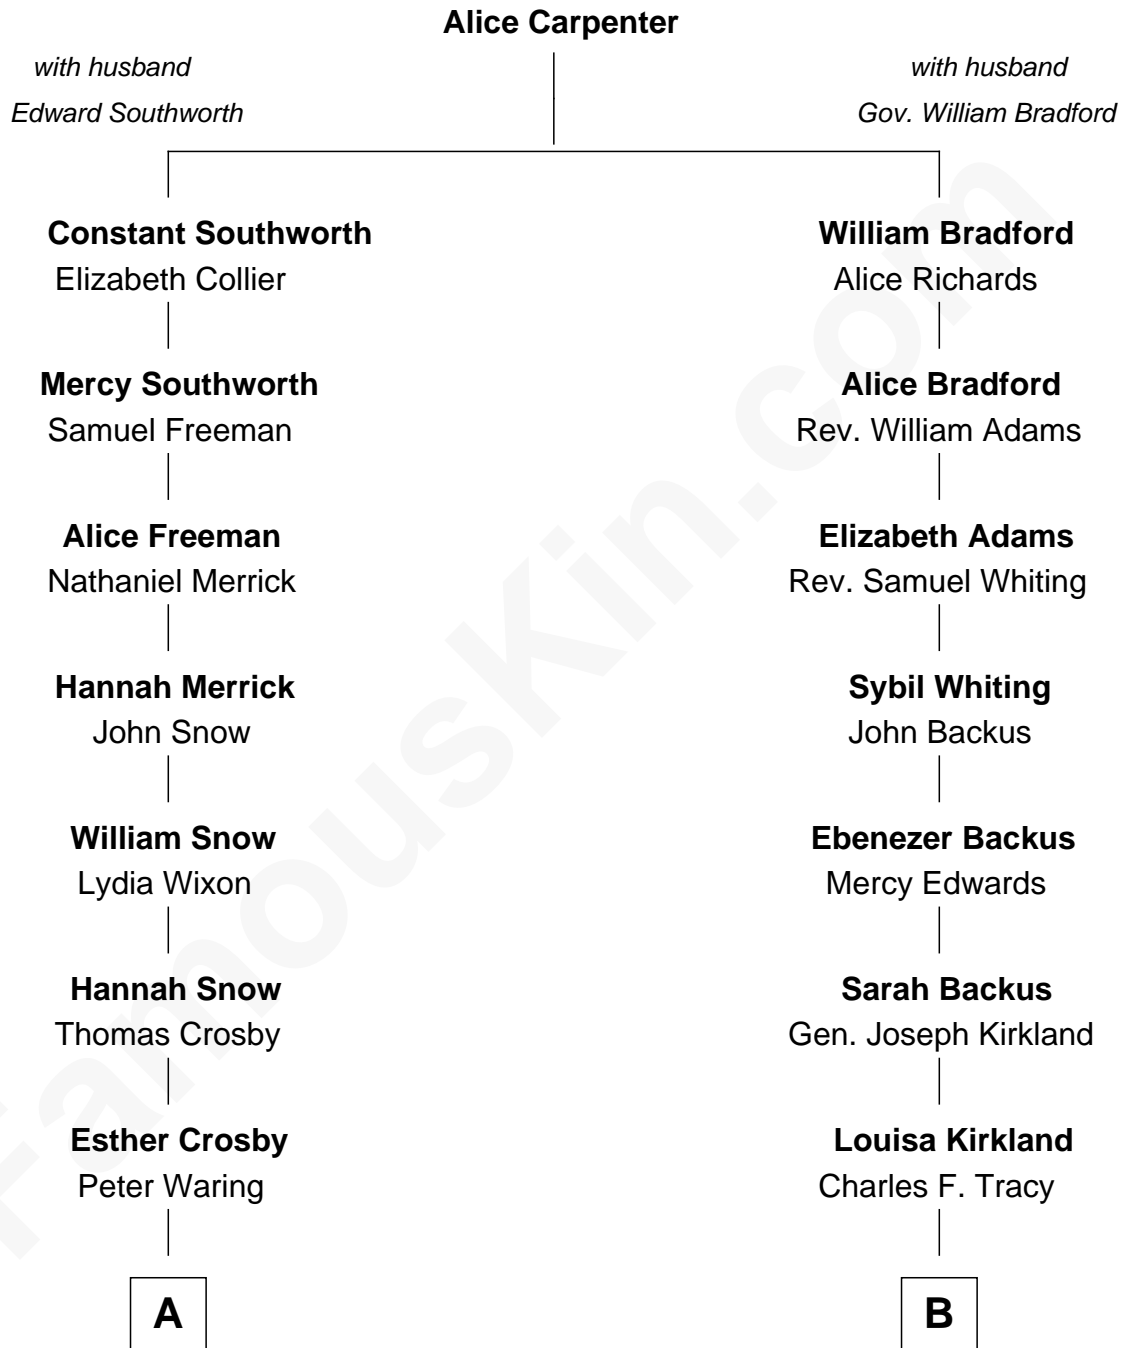 Alice Carpenter
with husband
Edward Southworth
with husband
Gov. William Bradford
Constant Southworth
Elizabeth Collier
Mercy Southworth
Samuel Freeman
Alice Freeman
Nathaniel Merrick
Hannah Merrick
John Snow
William Snow
Lydia Wixon
Hannah Snow
Thomas Crosby
Esther Crosby
Peter Waring
A
William Bradford
Alice Richards
Alice Bradford
Rev. William Adams
Elizabeth Adams
Rev. Samuel Whiting
Sybil Whiting
John Backus
Ebenezer Backus
Mercy Edwards
Sarah Backus
Gen. Joseph Kirkland
Louisa Kirkland
Charles F. Tracy
B
FamousKin.com